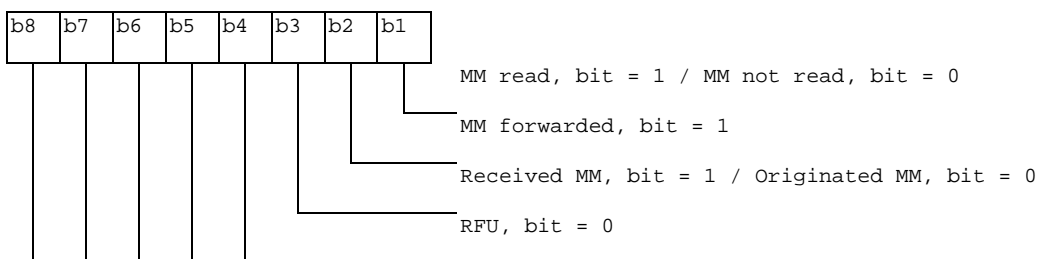 b8 b7 b6 b5 b4 b3 b2 b1
MM read, bit = 1 / MM not read, bit = 0
MM forwarded, bit = 1
Received MM, bit = 1 / Originated MM, bit = 0
RFU, bit = 0